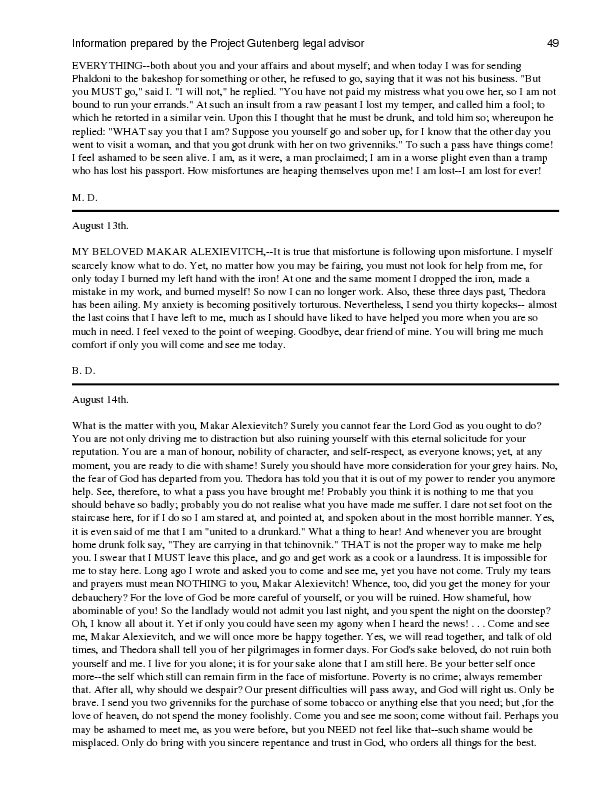 Information prepared by the Project Gutenberg legal advisor 49
EVERYTHING--both about you and your affairs and about myself; and when today I was for sending
Phaldoni to the bakeshop for something or other, he refused to go, saying that it was not his business. "But
you MUST go," said I. "I will not," he replied. "You have not paid my mistress what you owe her, so I am not
bound to run your errands." At such an insult from a raw peasant I lost my temper, and called him a fool; to
which he retorted in a similar vein. Upon this I thought that he must be drunk, and told him so; whereupon he
replied: "WHAT say you that I am? Suppose you yourself go and sober up, for I know that the other day you
went to visit a woman, and that you got drunk with her on two grivenniks." To such a pass have things come!
I feel ashamed to be seen alive. I am, as it were, a man proclaimed; I am in a worse plight even than a tramp
who has lost his passport. How misfortunes are heaping themselves upon me! I am lost--I am lost for ever!
M. D.
August 13th.
MY BELOVED MAKAR ALEXIEVITCH,--It is true that misfortune is following upon misfortune. I myself
scarcely know what to do. Yet, no matter how you may be fairing, you must not look for help from me, for
only today I burned my left hand with the iron! At one and the same moment I dropped the iron, made a
mistake in my work, and burned myself! So now I can no longer work. Also, these three days past, Thedora
has been ailing. My anxiety is becoming positively torturous. Nevertheless, I send you thirty kopecks-- almost
the last coins that I have left to me, much as I should have liked to have helped you more when you are so
much in need. I feel vexed to the point of weeping. Goodbye, dear friend of mine. You will bring me much
comfort if only you will come and see me today.
B. D.
August 14th.
What is the matter with you, Makar Alexievitch? Surely you cannot fear the Lord God as you ought to do?
You are not only driving me to distraction but also ruining yourself with this eternal solicitude for your
reputation. You are a man of honour, nobility of character, and self-respect, as everyone knows; yet, at any
moment, you are ready to die with shame! Surely you should have more consideration for your grey hairs. No,
the fear of God has departed from you. Thedora has told you that it is out of my power to render you anymore
help. See, therefore, to what a pass you have brought me! Probably you think it is nothing to me that you
should behave so badly; probably you do not realise what you have made me suffer. I dare not set foot on the
staircase here, for if I do so I am stared at, and pointed at, and spoken about in the most horrible manner. Yes,
it is even said of me that I am "united to a drunkard." What a thing to hear! And whenever you are brought
home drunk folk say, "They are carrying in that tchinovnik." THAT is not the proper way to make me help
you. I swear that I MUST leave this place, and go and get work as a cook or a laundress. It is impossible for
me to stay here. Long ago I wrote and asked you to come and see me, yet you have not come. Truly my tears
and prayers must mean NOTHING to you, Makar Alexievitch! Whence, too, did you get the money for your
debauchery? For the love of God be more careful of yourself, or you will be ruined. How shameful, how
abominable of you! So the landlady would not admit you last night, and you spent the night on the doorstep?
Oh, I know all about it. Yet if only you could have seen my agony when I heard the news! . . . Come and see
me, Makar Alexievitch, and we will once more be happy together. Yes, we will read together, and talk of old
times, and Thedora shall tell you of her pilgrimages in former days. For God's sake beloved, do not ruin both
yourself and me. I live for you alone; it is for your sake alone that I am still here. Be your better self once
more--the self which still can remain firm in the face of misfortune. Poverty is no crime; always remember
that. After all, why should we despair? Our present difficulties will pass away, and God will right us. Only be
brave. I send you two grivenniks for the purchase of some tobacco or anything else that you need; but ,for the
love of heaven, do not spend the money foolishly. Come you and see me soon; come without fail. Perhaps you
may be ashamed to meet me, as you were before, but you NEED not feel like that--such shame would be
misplaced. Only do bring with you sincere repentance and trust in God, who orders all things for the best.